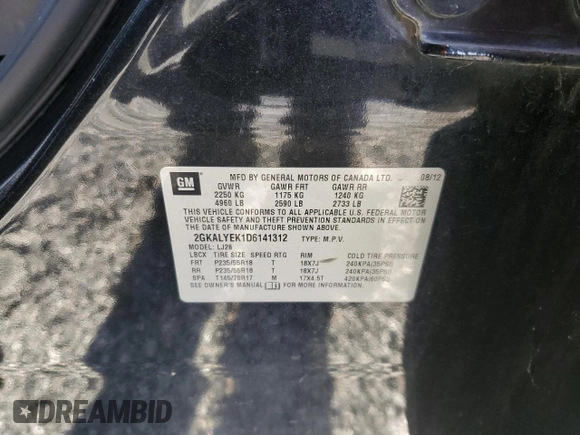 GM
MFD BY GENERAL MOTORS OF CANADA LTD. 08/12
GVWR GAWR FRT GAWR RR
2250 KG 1175 KG 1240 KG
4960 LB 2590 LB 2733 LB
THIS VEHICLE CONFORMS TO ALL APPLICABLE U.S. FEDERAL MOTOR
VEHICLE SAFETY AND THEFT PREVENTION STANDARDS IN EFFECT ON THE
DATE OF MANUFACTURE SHOWN ABOVE.
2GKALYEK1D6141312 TYPE: M.P.V.
MODEL: LJ26
LBCX TIRE SIZE SPEED RTG RIM COLD TIRE PRESSURE
FRT P235/55R18 T 18X7J 240KPA/35PSI
RR P235/55R18 T 18X7J 240KPA/35PSI
SPA T145/70R17 M 17X4.5T 420KPA/60PSI
SEE OWNER'S MANUAL FOR MORE INFORMATION.
DREAMBID